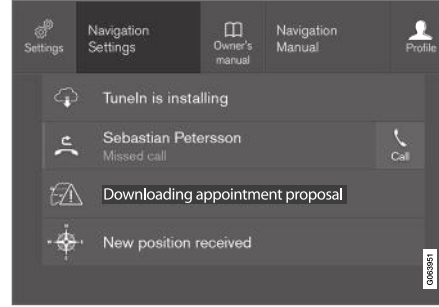 Settings
Navigation
Settings
Owner's
manual
Navigation
Manual
Profile
TuneIn is installing
Sebastian Petersson
Missed call
Call
Downloading appointment proposal
New position received
G063951